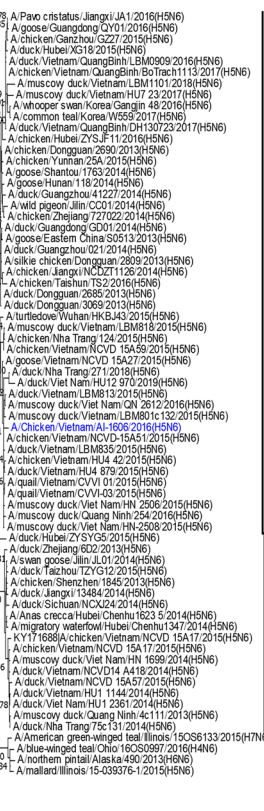 A/Pavo cristatus/Jiangxi/JA1/2016(H5N6)
A/goose/Guangdong/QY01/2016(H5N6)
A/chicken/Ganzhou/GZ27/2015(H5N6)
A/duck/Hubei/XG18/2015(H5N6)
A/duck/Vietnam/QuangBinh/LBM0909/2016(H5N6)
A/chicken/Vietnam/QuangBinh/BoTrach1113/2017(H5N6)
A/muscovy duck/Vietnam/LBM1101/2018(H5N6)
A/muscovy duck/Vietnam/HU7 23/2017(H5N6)
A/whooper swan/Korea/Gangjin 48/2016(H5N6)
A/common teal/Korea/W559/2017(H5N6)
A/duck/Vietnam/QuangBinh/DH130723/2017(H5N6)
A/chicken/Hubei/ZYSJF11/2016(H5N6)
A/chicken/Dongguan/2690/2013(H5N6)
A/chicken/Yunnan/25A/2015(H5N6)
A/goose/Shantou/1763/2014(H5N6)
A/goose/Hunan/118/2014(H5N6)
A/duck/Guangzhou/41227/2014(H5N6)
A/wild pigeon/Jilin/CC01/2014(H5N6)
A/chicken/Zhejiang/727022/2014(H5N6)
A/duck/Guangdong/GD01/2014(H5N6)
A/goose/Eastern China/S0513/2013(H5N6)
A/duck/Guangzhou/021/2014(H5N6)
A/silkie chicken/Dongguan/2809/2013(H5N6)
A/chicken/Jiangxi/NCDZT1126/2014(H5N6)
A/chicken/Taishun/TS2/2016(H5N6)
A/duck/Dongguan/2685/2013(H5N6)
A/duck/Dongguan/3069/2013(H5N6)
A/turtledove/Wuhan/HKBJ43/2015(H5N6)
A/muscovy duck/Vietnam/LBM818/2015(H5N6)
A/chicken/Nha Trang/124/2015(H5N6)
A/chicken/Vietnam/NCVD 15A59/2015(H5N6)
A/goose/Vietnam/NCVD 15A27/2015(H5N6)
A/duck/Nha Trang/271/2018(H5N6)
A/duck/Viet Nam/HU12 970/2019(H5N6)
A/duck/Vietnam/LBM813/2015(H5N6)
A/muscovy duck/Viet Nam/QN 2612/2016(H5N6)
A/muscovy duck/Vietnam/LBM801c132/2015(H5N6)
A/Chicken/Vietnam/AI-1606/2016(H5N6)
A/chicken/Vietnam/NCVD-15A51/2015(H5N6)
A/duck/Vietnam/LBM835/2015(H5N6)
A/chicken/Vietnam/HU4 42/2015(H5N6)
A/duck/Vietnam/HU4 879/2015(H5N6)
A/quail/Vietnam/CVVI 01/2015(H5N6)
A/quail/Vietnam/CVVI-03/2015(H5N6)
A/muscovy duck/Viet Nam/HN 2506/2015(H5N6)
A/muscovy duck/Quang Ninh/254/2016(H5N6)
A/muscovy duck/Viet Nam/HN-2508/2015(H5N6)
A/duck/Hubei/ZYSYG5/2015(H5N6)
A/duck/Zhejiang/6D2/2013(H5N6)
A/swan goose/Jilin/JL01/2014(H5N6)
A/duck/Taizhou/TZYG12/2015(H5N6)
A/chicken/Shenzhen/1845/2013(H5N6)
A/duck/Jiangxi/13484/2014(H5N6)
A/duck/Sichuan/NCXJ24/2014(H5N6)
A/Anas crecca/Hubei/Chenhu1623 5/2014(H5N6)
A/migratory waterfowl/Hubei/Chenhu1347/2014(H5N6)
KY171688|A/chicken/Vietnam/NCVD 15A17/2015(H5N6)
A/chicken/Vietnam/NCVD 15A17/2015(H5N6)
A/muscovy duck/Viet Nam/HN 1699/2014(H5N6)
A/duck/Vietnam/NCVD14 A418/2014(H5N6)
A/duck/Vietnam/NCVD 15A57/2015(H5N6)
A/duck/Vietnam/HU1 1144/2014(H5N6)
A/duck/Viet Nam/HU1 2361/2014(H5N6)
A/muscovy duck/Quang Ninh/4c111/2013(H5N6)
A/duck/Nha Trang/75c131/2014(H5N6)
A/American green-winged teal/Illinois/15OS6133/2015(H7N
A/blue-winged teal/Ohio/16OS0997/2016(H4N6)
A/northern pintail/Alaska/490/2013(H6N6)
A/mallard/Illinois/15-039376-1/2015(H5N6)